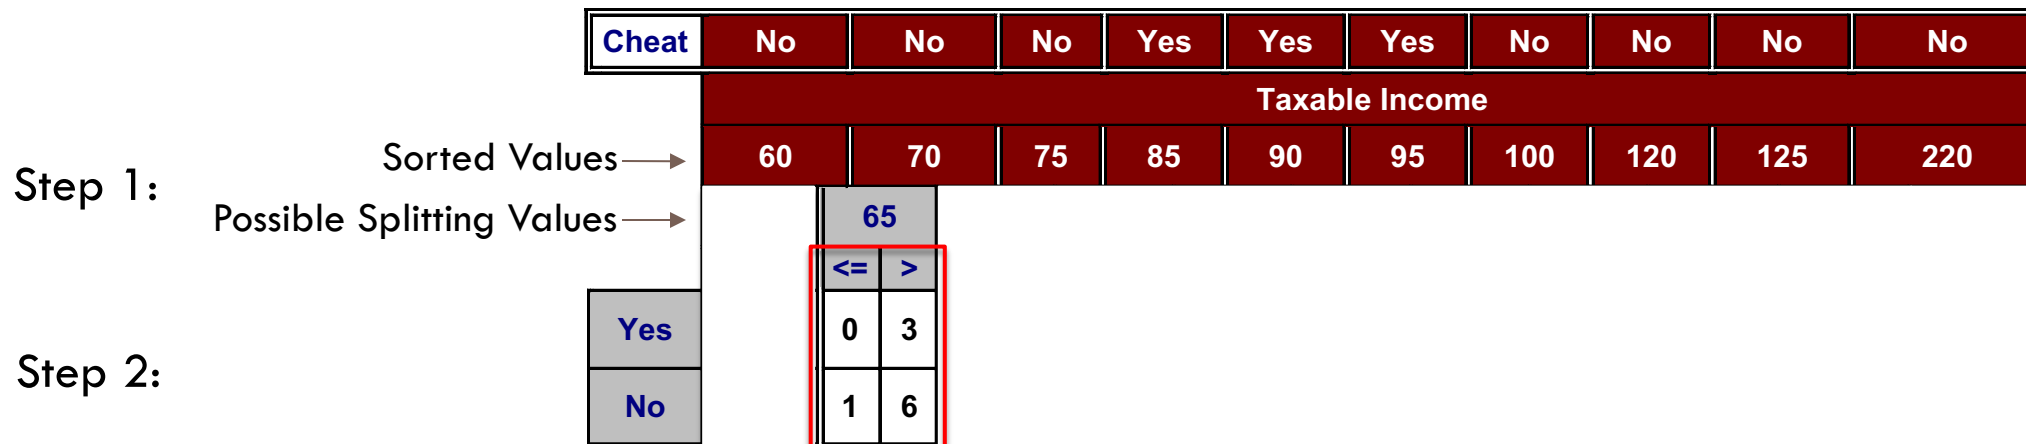 Cheat No No No Yes Yes Yes No No No No
Taxable Income
Sorted Values 60 70 75 85 90 95 100 120 125 220
Step 1:
Possible Splitting Values 65
<= >
Yes 0 3
Step 2:
No 1 6